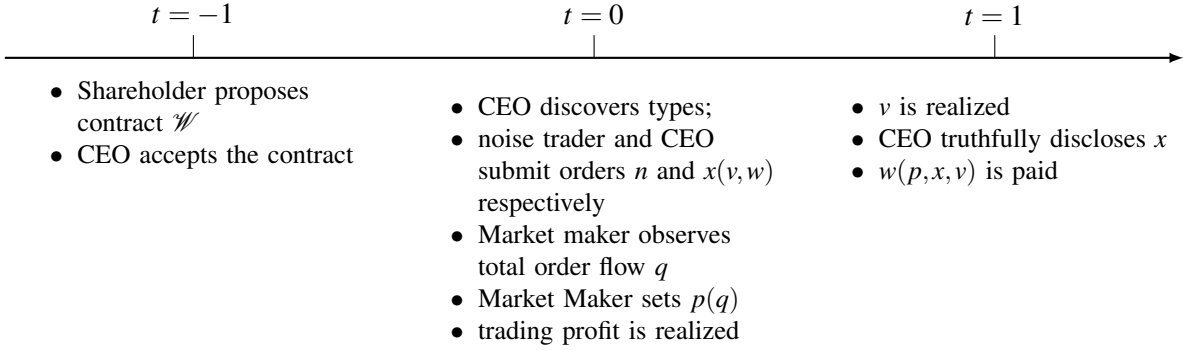 t = −1
t = 0
t = 1
• Shareholder proposes
contract 𝒲
• CEO accepts the contract
• CEO discovers types;
• noise trader and CEO
submit orders n and x(v,w)
respectively
• Market maker observes
total order flow q
• Market Maker sets p(q)
• trading profit is realized
• v is realized
• CEO truthfully discloses x
• w(p,x,v) is paid